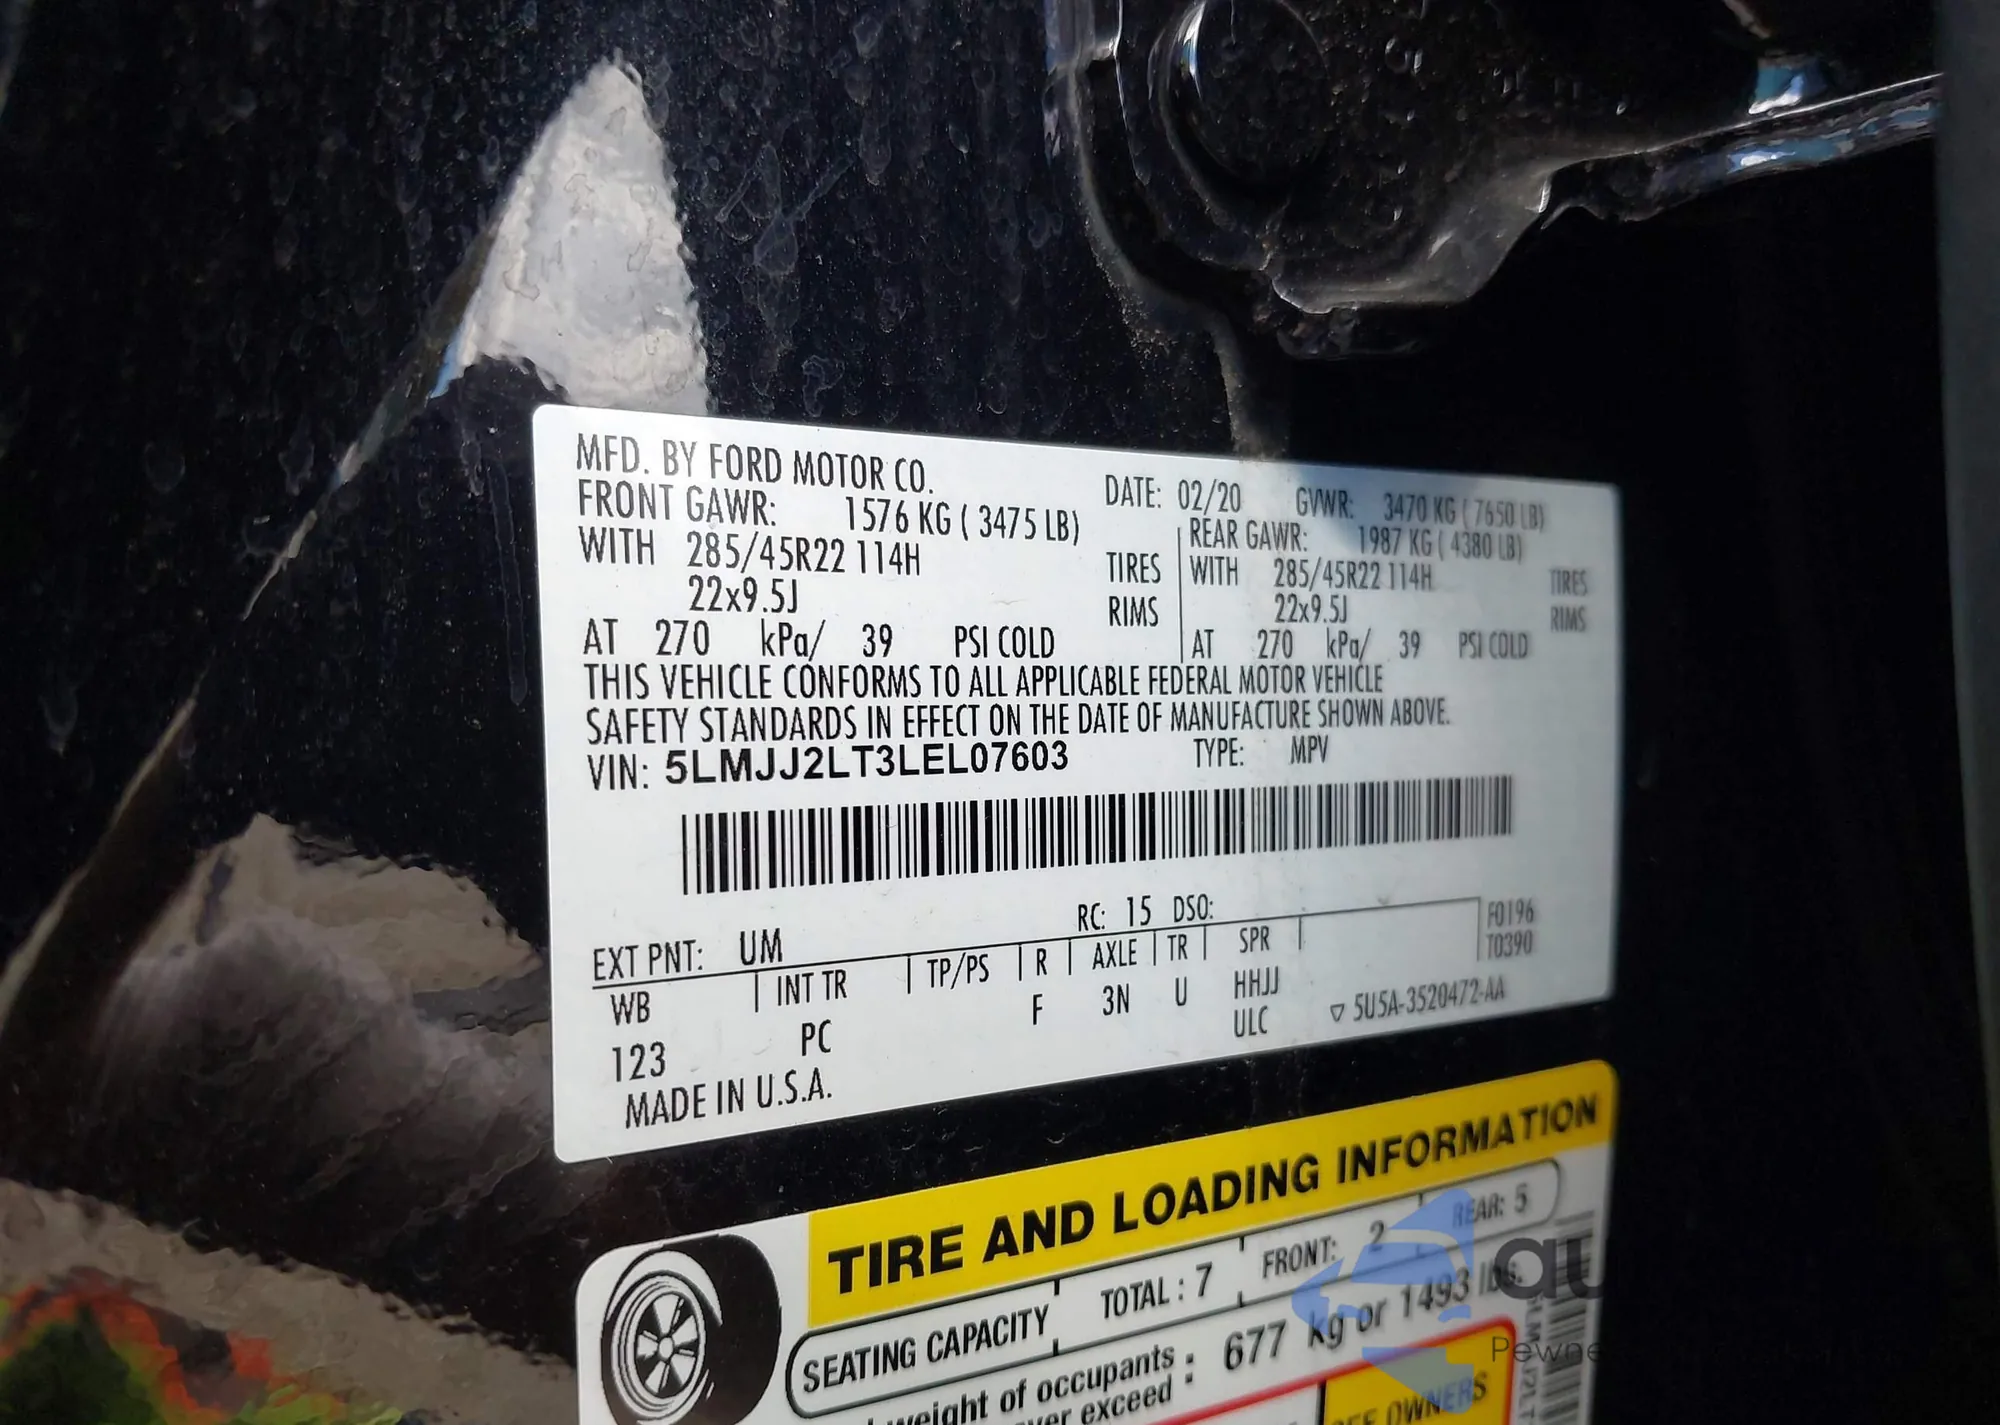 MFD. BY FORD MOTOR CO.
DATE: 02/20 GVWR: 3470 KG ( 7650 LB)
FRONT GAWR: 1576 KG ( 3475 LB)
REAR GAWR: 1987 KG ( 4380 LB)
WITH 285/45R22 114H TIRES
WITH 285/45R22 114H TIRES
22x9.5J RIMS
22x9.5J RIMS
AT 270 kPa/ 39 PSI COLD
AT 270 kPa/ 39 PSI COLD
THIS VEHICLE CONFORMS TO ALL APPLICABLE FEDERAL MOTOR VEHICLE
SAFETY STANDARDS IN EFFECT ON THE DATE OF MANUFACTURE SHOWN ABOVE.
VIN: 5LMJJ2LT3LEL07603 TYPE: MPV
EXT PNT: UM RC: 15 DSO: F0196
T0390
WB INT TR TP/PS R AXLE TR SPR
123 PC F 3N U HHJJ
ULC
▽ 5U5A-3520472-AA
MADE IN U.S.A.
TIRE AND LOADING INFORMATION
SEATING CAPACITY TOTAL : 7 FRONT: 2 REAR: 5
weight of occupants : 677 kg or 1493 lbs.
exceed :
OWNERS